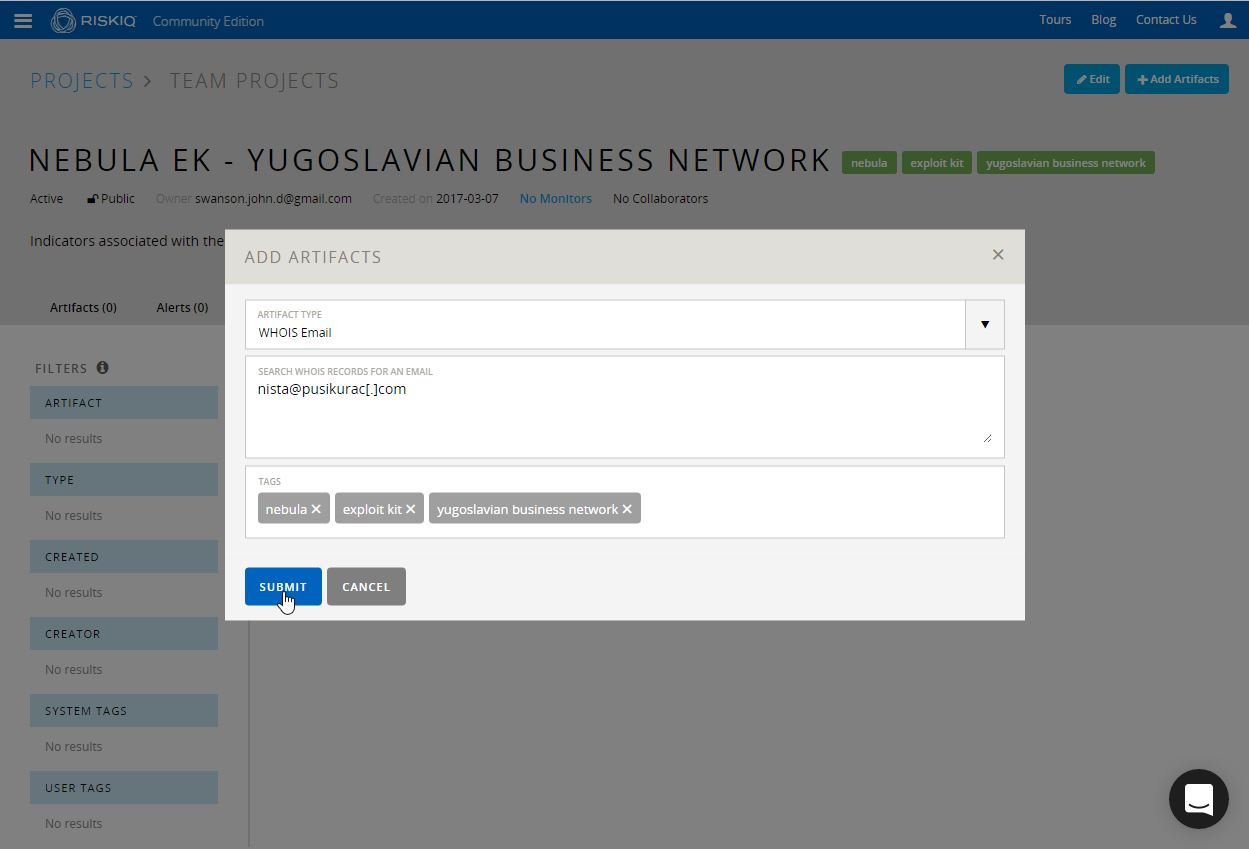 RISKIQ Community Edition Tours Blog Contact Us
PROJECTS > TEAM PROJECTS Edit Add Artifacts
NEBULA EK - YUGOSLAVIAN BUSINESS NETWORK nebula exploit kit yugoslavian business network
Active Public Owner swanson.john.d@gmail.com Created on 2017-03-07 No Monitors No Collaborators
Indicators associated with the
ADD ARTIFACTS ×
Artifacts (0) Alerts (0)
ARTIFACT TYPE
WHOIS Email
SEARCH WHOIS RECORDS FOR AN EMAIL
nista@pusikurac[.]com
TAGS
nebula × exploit kit × yugoslavian business network ×
SUBMIT CANCEL
FILTERS
ARTIFACT
No results
TYPE
No results
CREATED
No results
CREATOR
No results
SYSTEM TAGS
No results
USER TAGS
No results